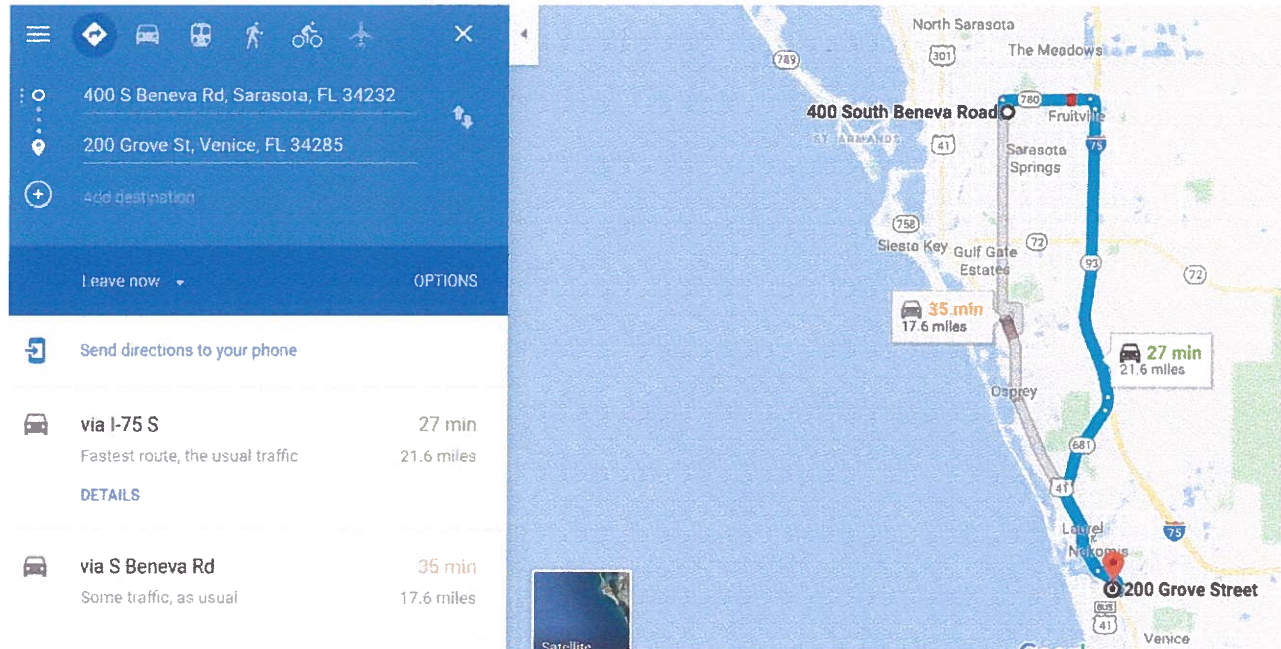 400 S Beneva Rd, Sarasota, FL 34232
200 Grove St, Venice, FL 34285
Add destination
Leave now
OPTIONS
Send directions to your phone
via I-75 S
27 min
Fastest route, the usual traffic
21.6 miles
DETAILS
via S Beneva Rd
35 min
Some traffic, as usual
17.6 miles
North Sarasota
301
The Meadows
789
780
400 South Beneva Road
Fruitville
ST. ARMANDS
41
75
Sarasota
Springs
758
Siesta Key
72
Gulf Gate
Estates
93
72
35 min
17.6 miles
27 min
21.6 miles
Osprey
681
41
Laurel
75
Nokomis
200 Grove Street
BUS
41
Venice
Satellite
Google